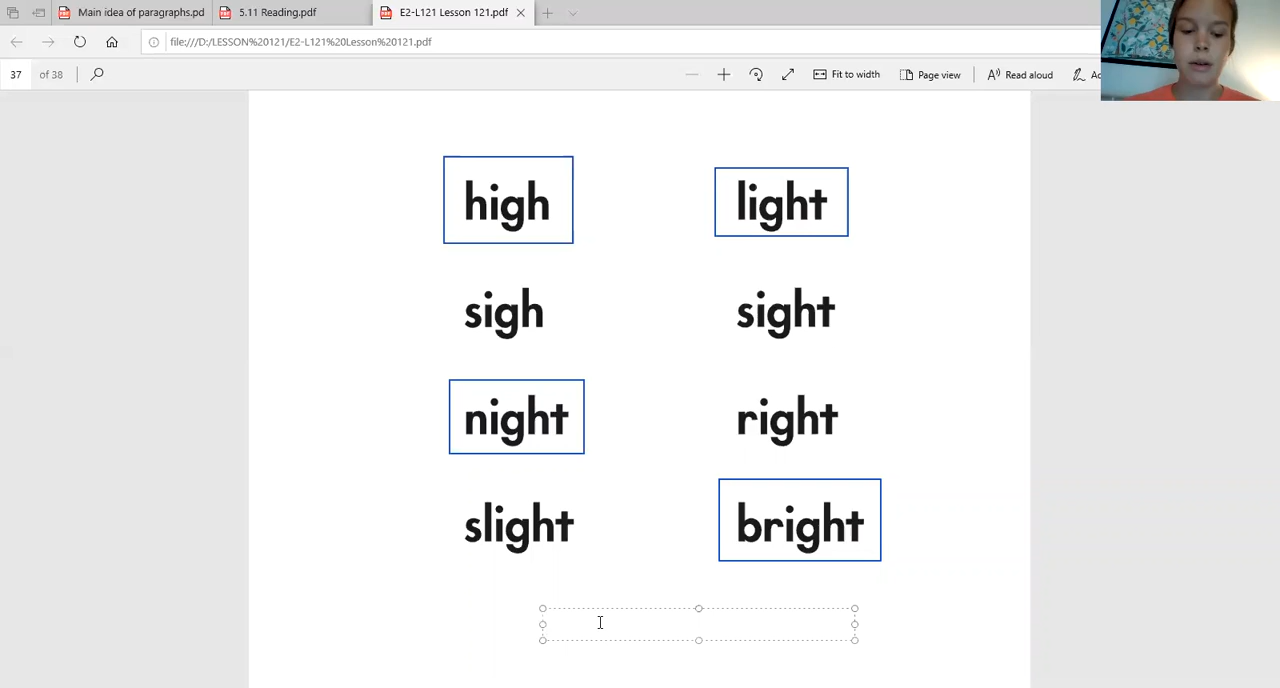 Main idea of paragraphs.pd
5.11 Reading.pdf
E2-L121 Lesson 121.pdf
file:///D:/LESSON%20121/E2-L121%20Lesson%20121.pdf
37 of 38
Fit to width
Page view
Read aloud
high light
sigh sight
night right
slight bright